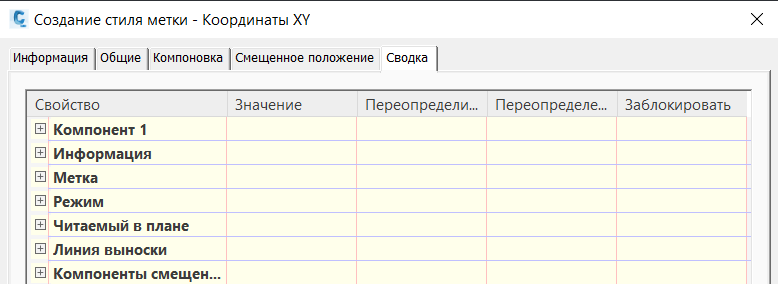 Создание стиля метки - Координаты XY
Информация Общие Компоновка Смещенное положение Сводка
Свойство Значение Переопредели... Переопределе... Заблокировать
Компонент 1
Информация
Метка
Режим
Читаемый в плане
Линия выноски
Компоненты смещен...